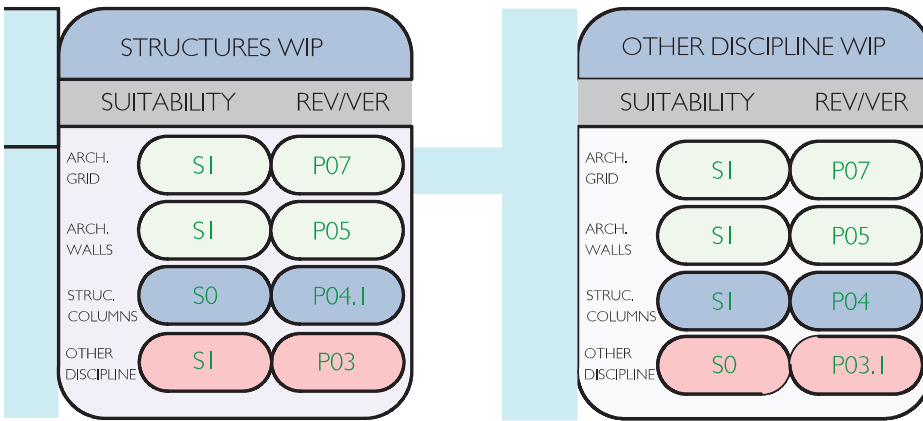 STRUCTURES WIP
SUITABILITY REV/VER
ARCH.
GRID
S1 P07
ARCH.
WALLS
S1 P05
STRUC.
COLUMNS
S0 P04.1
OTHER
DISCIPLINE
S1 P03
OTHER DISCIPLINE WIP
SUITABILITY REV/VER
ARCH.
GRID
S1 P07
ARCH.
WALLS
S1 P05
STRUC.
COLUMNS
S1 P04
OTHER
DISCIPLINE
S0 P03.1